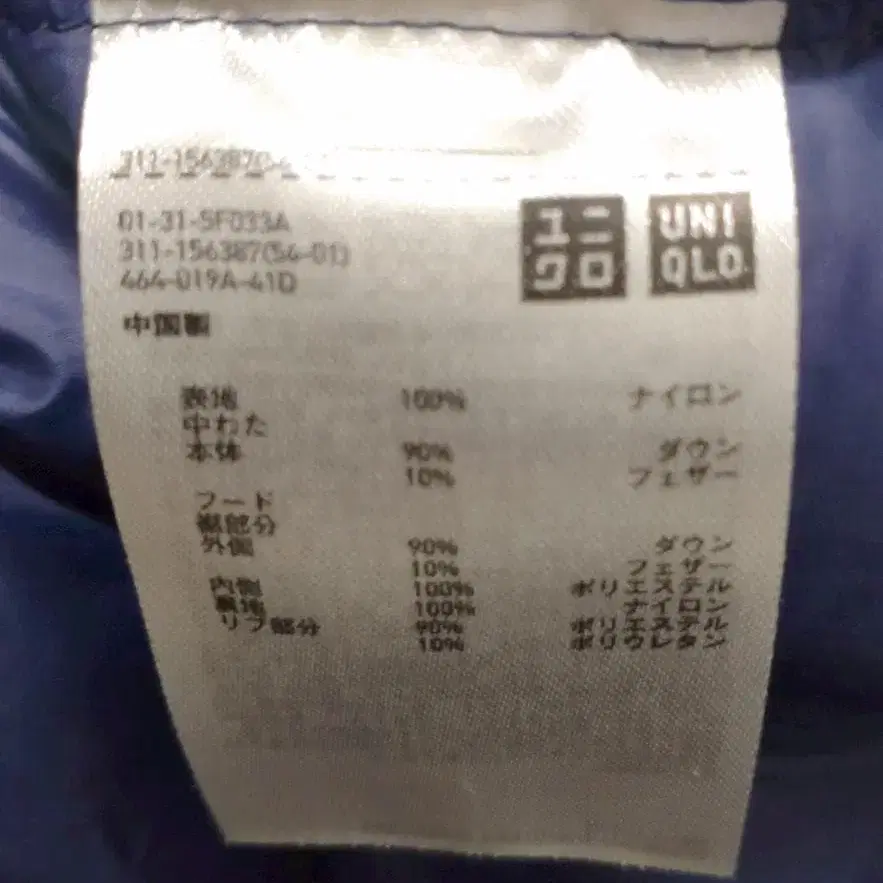 311-156387(5
01-31-SF033A
311-156387(54-01)
464-019A-41D
ユニ
クロ
UNI
QLO
中国製
表地 100% ナイロン
中わた
本体 90% ダウン
10% フェザー
フード
裾部分
外側 90% ダウン
10% フェザー
内側 100% ポリエステル
裏地 100% ナイロン
リブ部分 90% ポリエステル
10% ポリウレタン